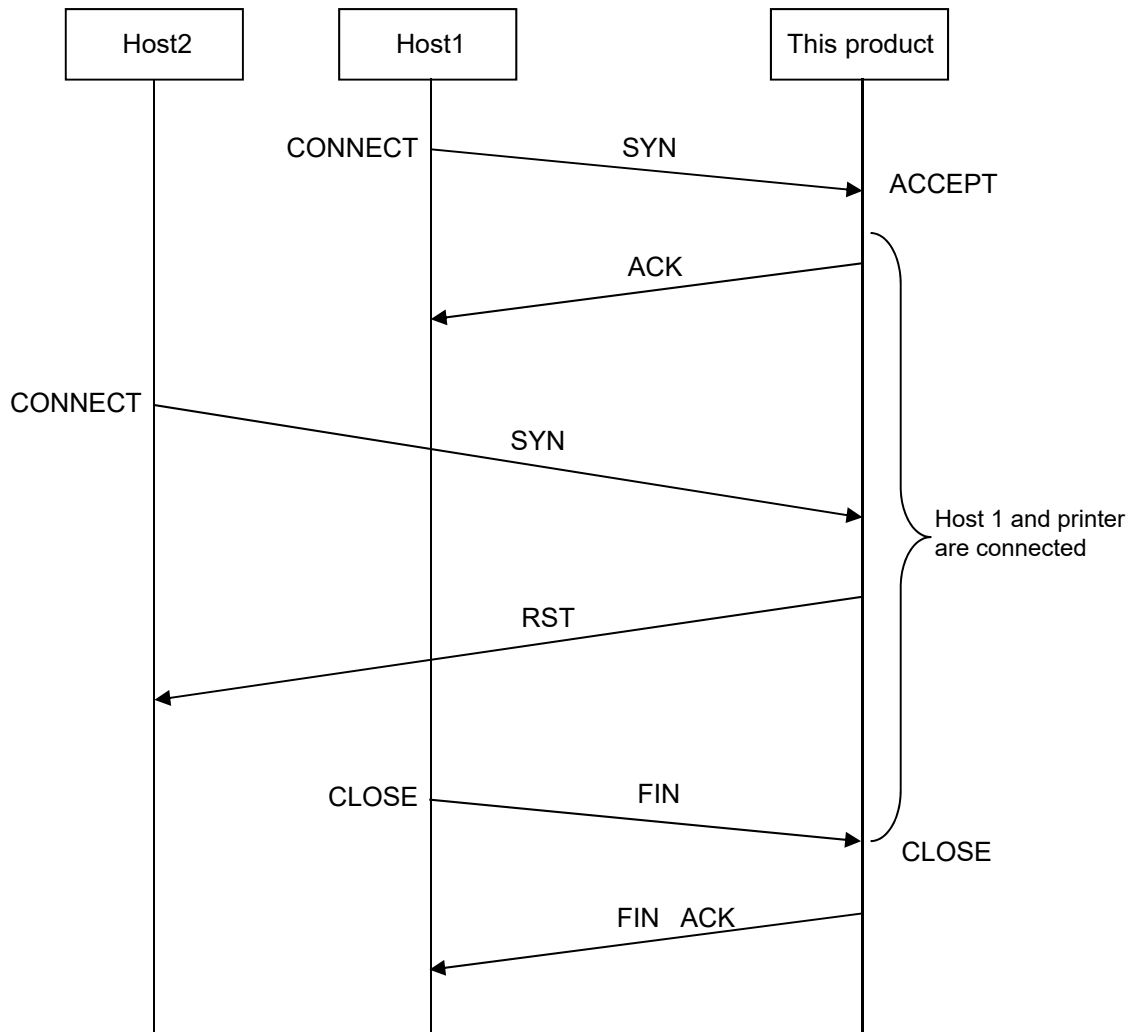 Host2
Host1
This product
CONNECT
SYN
ACCEPT
ACK
CONNECT
SYN
Host 1 and printer
are connected
RST
CLOSE
FIN
CLOSE
FIN ACK